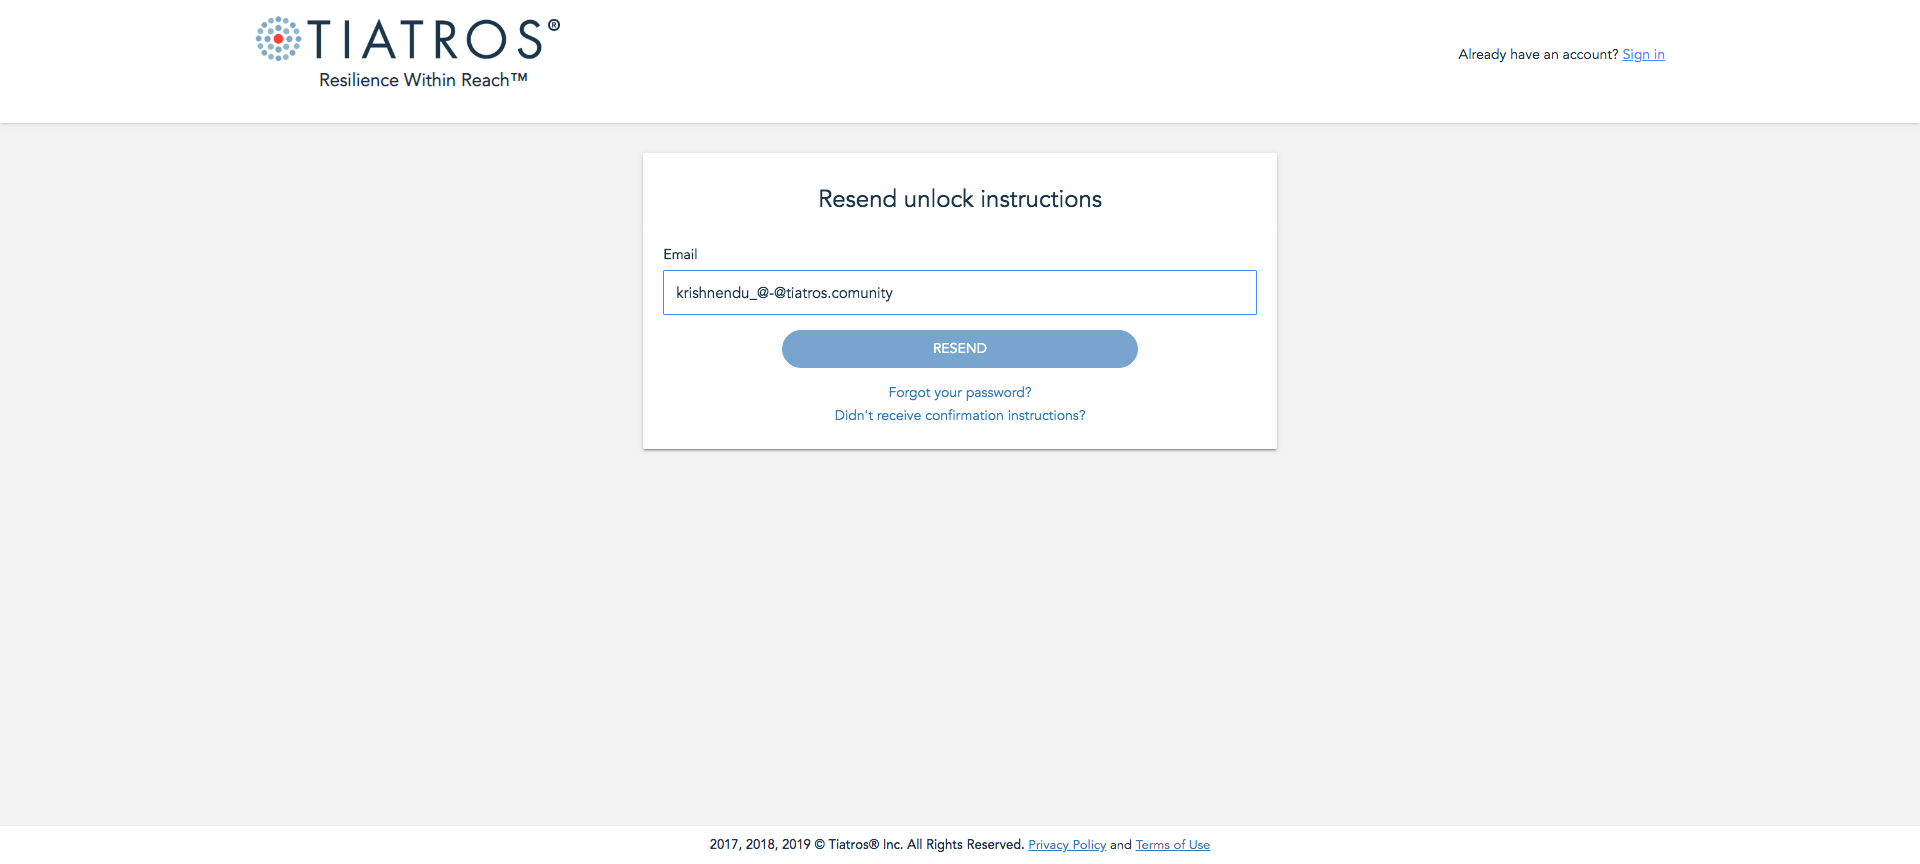 TIATROS®
Resilience Within Reach™
Already have an account? Sign in
Resend unlock instructions
Email
krishnendu_@-@tiatros.comunity
RESEND
Forgot your password?
Didn't receive confirmation instructions?
2017, 2018, 2019 © Tiatros® Inc. All Rights Reserved. Privacy Policy and Terms of Use